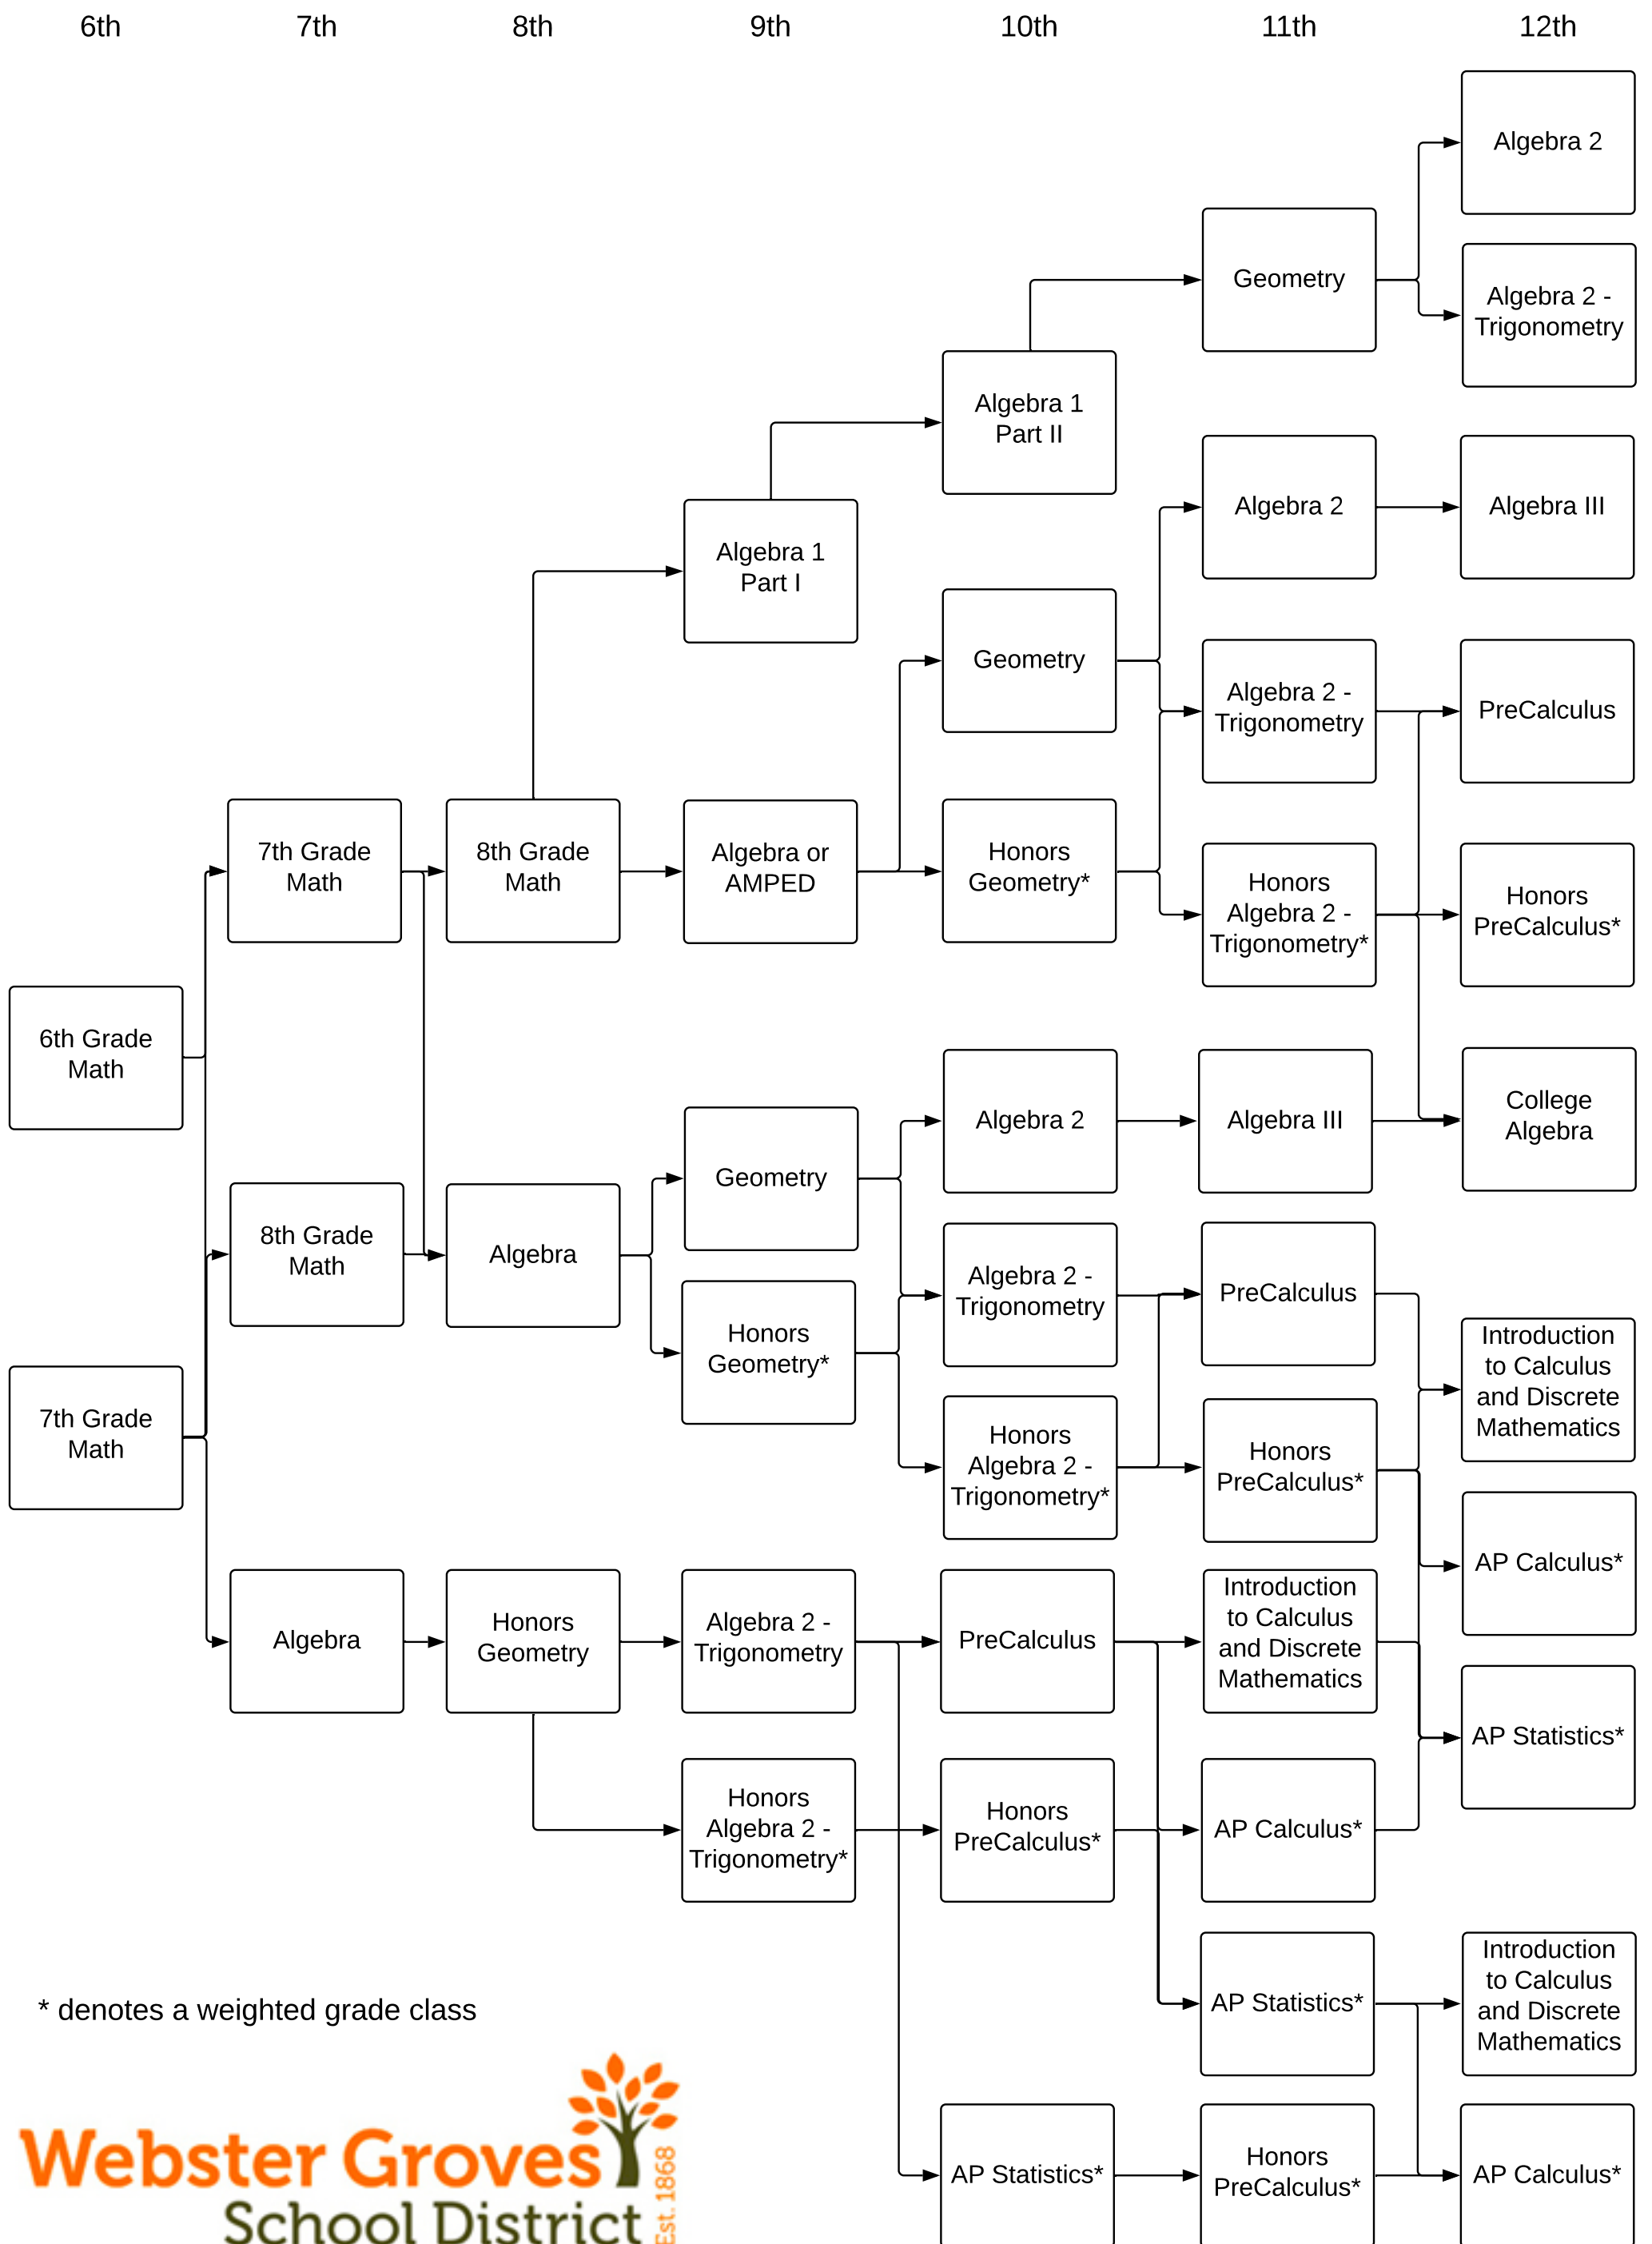 6th 7th 8th 9th 10th 11th 12th
6th Grade
Math
7th Grade
Math
7th Grade
Math
8th Grade
Math
Algebra
8th Grade
Math
Algebra
Honors
Geometry
Algebra 1
Part I
Algebra or
AMPED
Geometry
Honors
Geometry*
Algebra 2 -
Trigonometry
Honors
Algebra 2 -
Trigonometry*
Algebra 1
Part II
Geometry
Honors
Geometry*
Algebra 2
Algebra 2 -
Trigonometry
Honors
Algebra 2 -
Trigonometry*
PreCalculus
Honors
PreCalculus*
AP Statistics*
Geometry
Algebra 2
Algebra 2 -
Trigonometry
Honors
Algebra 2 -
Trigonometry*
Algebra III
PreCalculus
Honors
PreCalculus*
Introduction
to Calculus
and Discrete
Mathematics
AP Calculus*
AP Statistics*
Honors
PreCalculus*
Algebra 2
Algebra 2 -
Trigonometry
Algebra III
PreCalculus
Honors
PreCalculus*
College
Algebra
Introduction
to Calculus
and Discrete
Mathematics
AP Calculus*
AP Statistics*
Introduction
to Calculus
and Discrete
Mathematics
AP Calculus*
* denotes a weighted grade class
Webster Groves
School District
Est. 1868